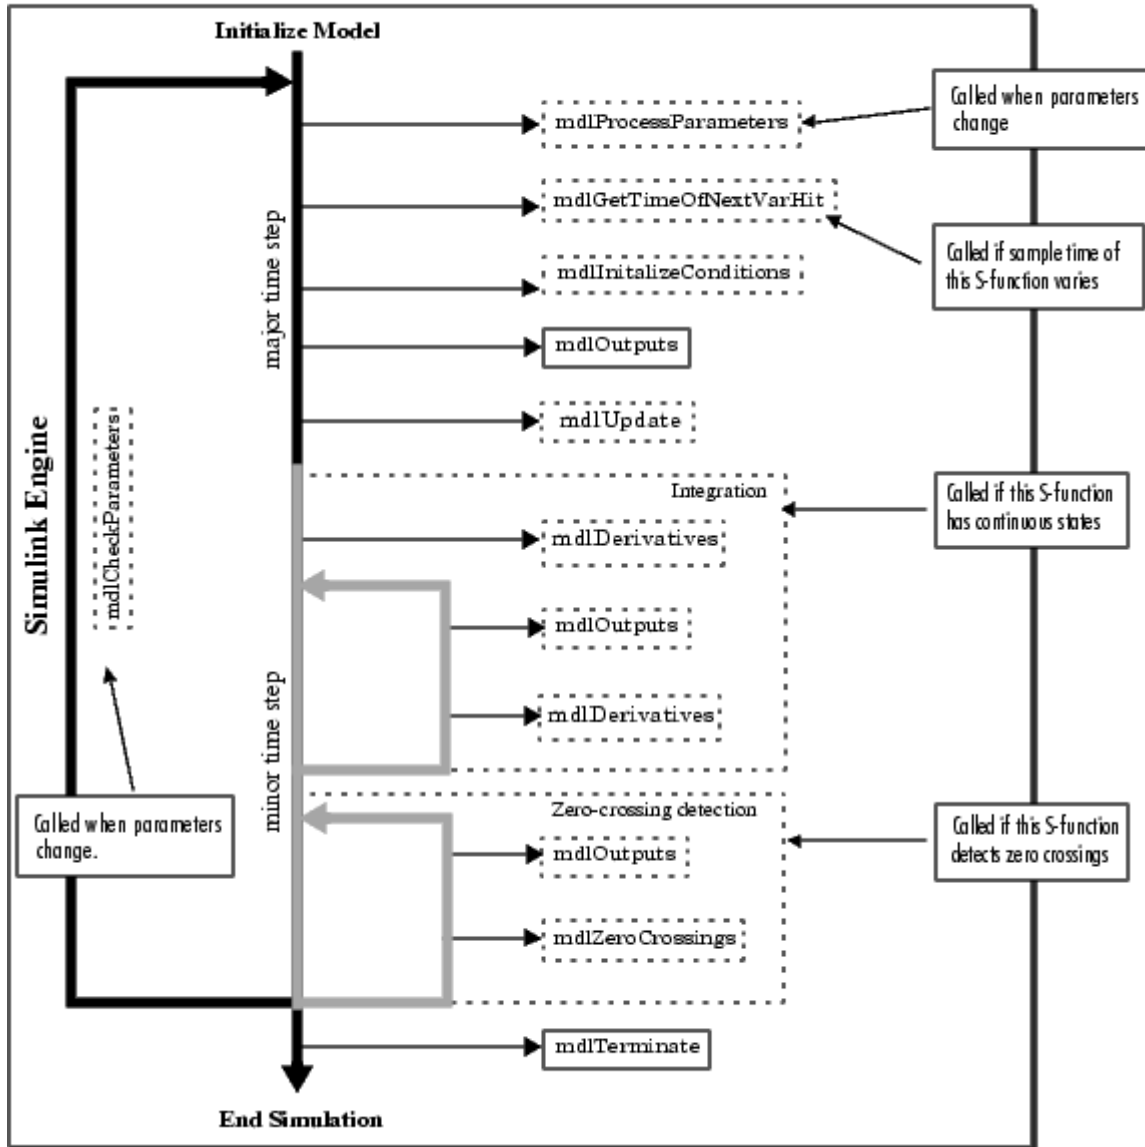 Initialize Model
Called when parameters
change
mdlProcessParameters
mdlGetTimeOfNextVarHit
Called if sample time of
this S-function varies
mdlInitalizeConditions
major time step
mdlOutputs
mdlUpdate
Simulink Engine
mdlCheckParameters
Integration
Called if this S-function
has continuous states
mdlDerivatives
mdlOutputs
minor time step
mdlDerivatives
Called when parameters
change.
Zero-crossing detection
Called if this S-function
detects zero crossings
mdlOutputs
mdlZeroCrossings
mdlTerminate
End Simulation